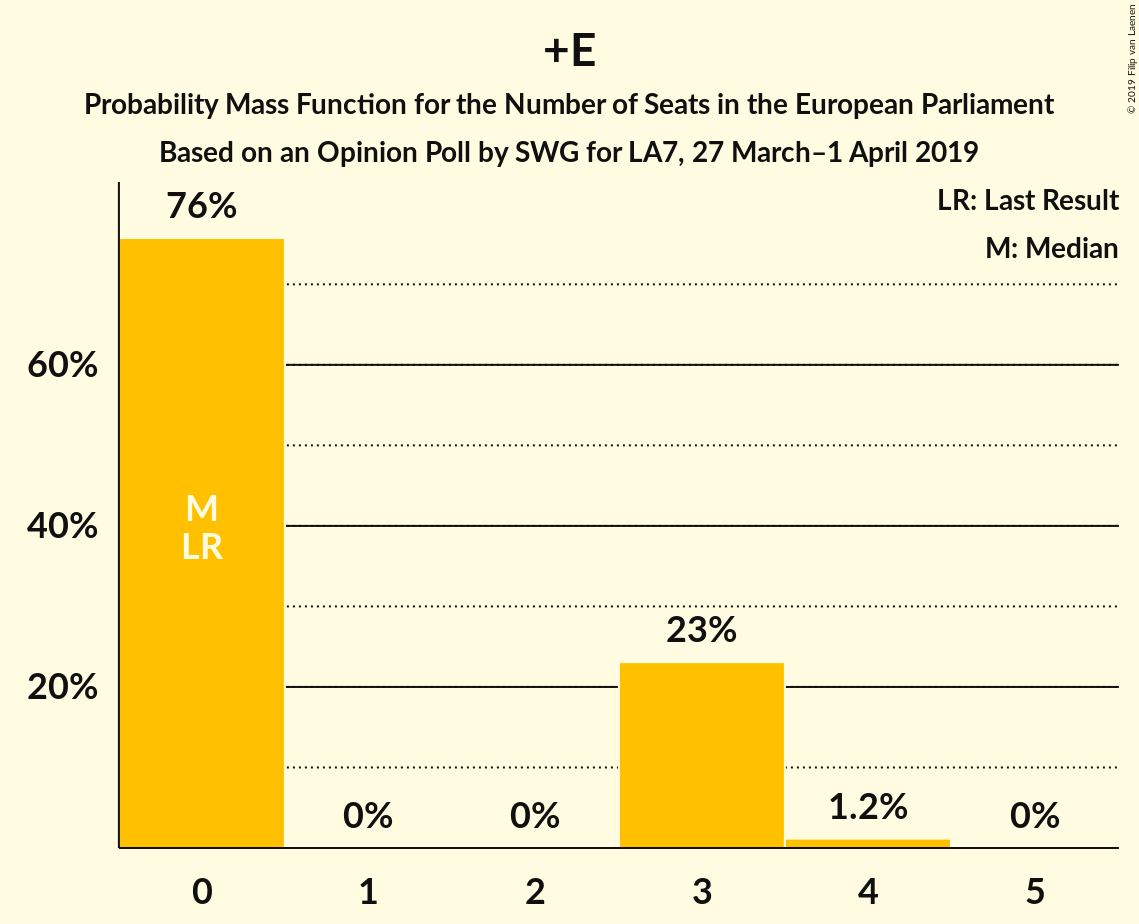 +E
Probability Mass Function for the Number of Seats in the European Parliament
Based on an Opinion Poll by SWG for LA7, 27 March–1 April 2019
© 2019 Filip van Laenen
LR: Last Result
M: Median
76%
60%
40%
20%
M
LR
0%
0%
23%
1.2%
0%
0
1
2
3
4
5